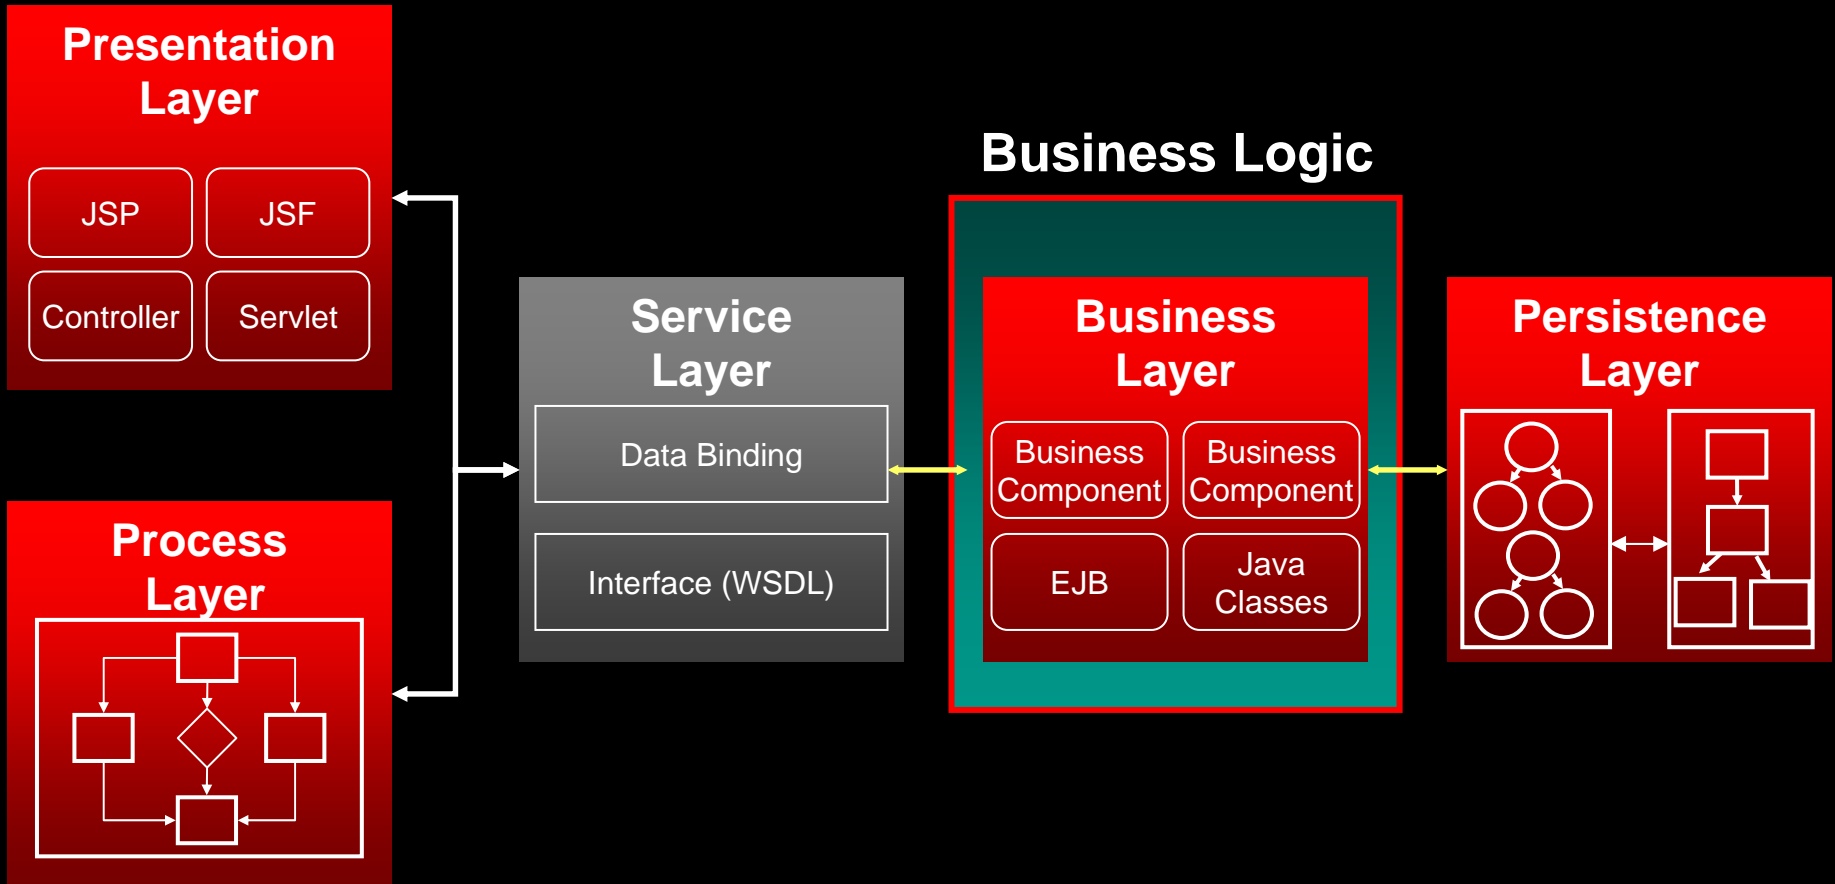 Presentation
Layer
JSP
JSF
Controller
Servlet
Process
Layer
Service
Layer
Data Binding
Interface (WSDL)
Business Logic
Business
Layer
Business
Component
Business
Component
EJB
Java
Classes
Persistence
Layer